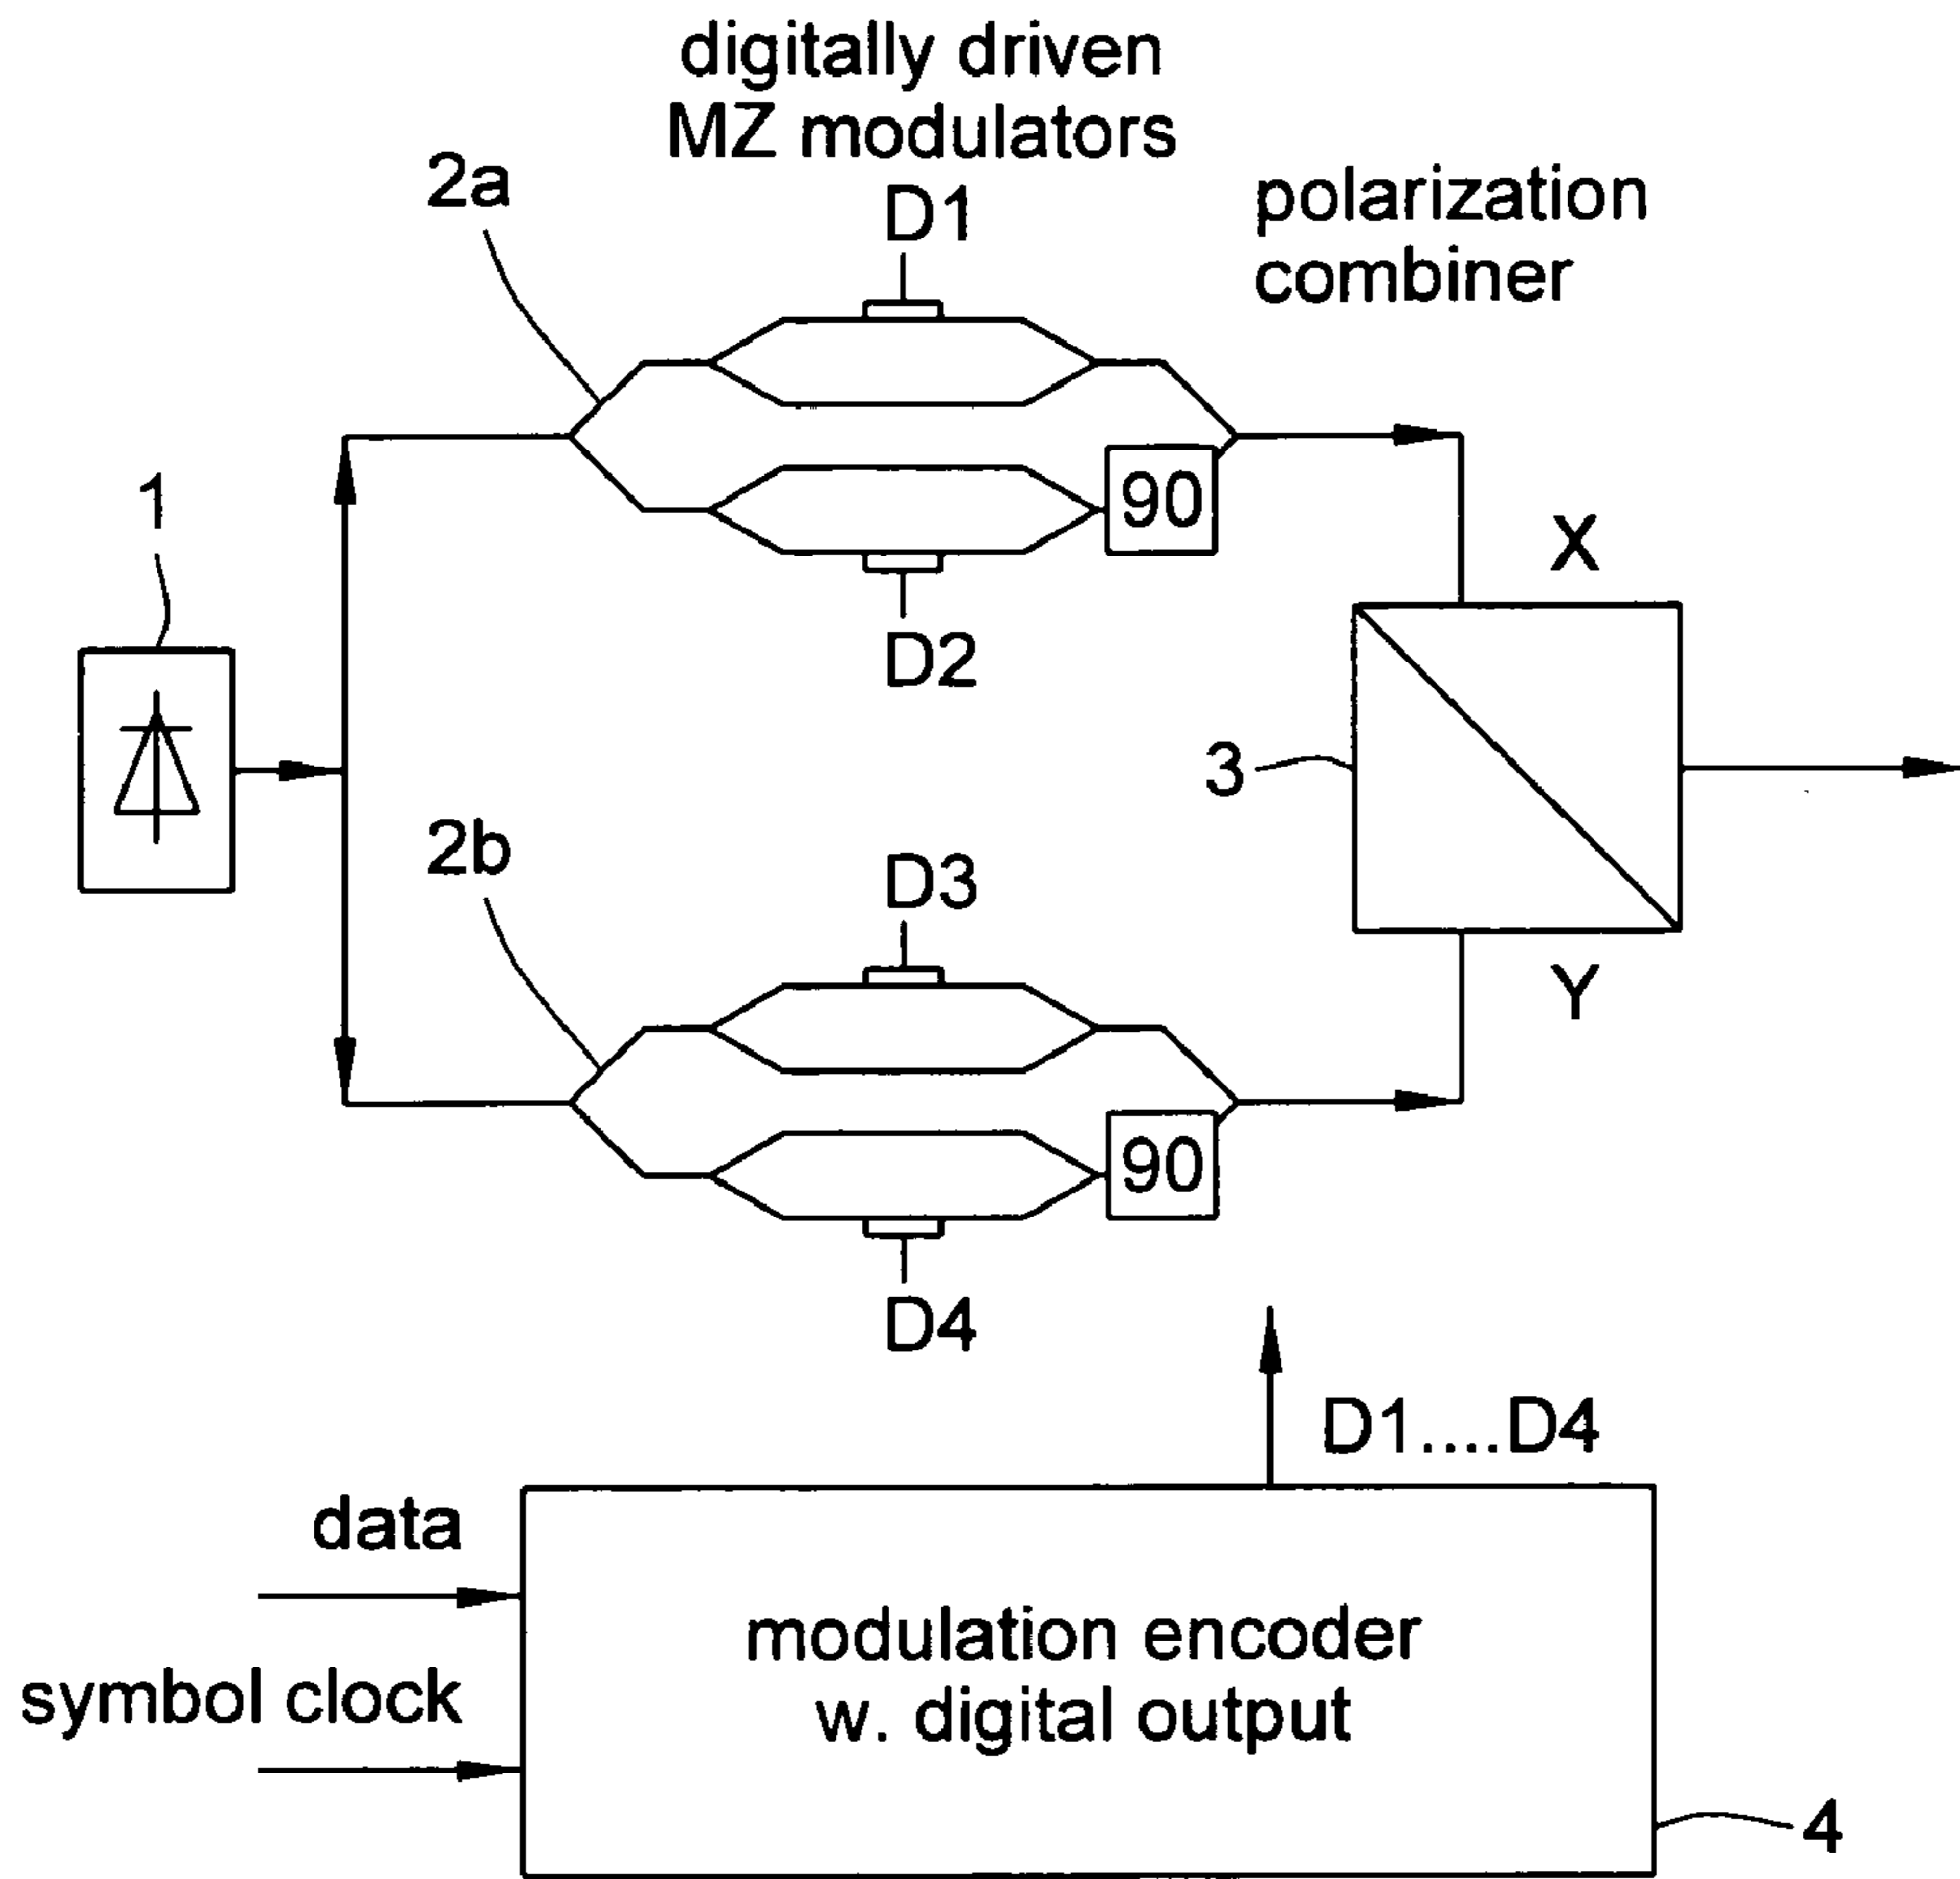 digitally driven
MZ modulators
2a
D1
polarization
combiner
1
90
X
D2
3
2b
D3
Y
90
D4
D1....D4
data
modulation encoder
w. digital output
symbol clock
4